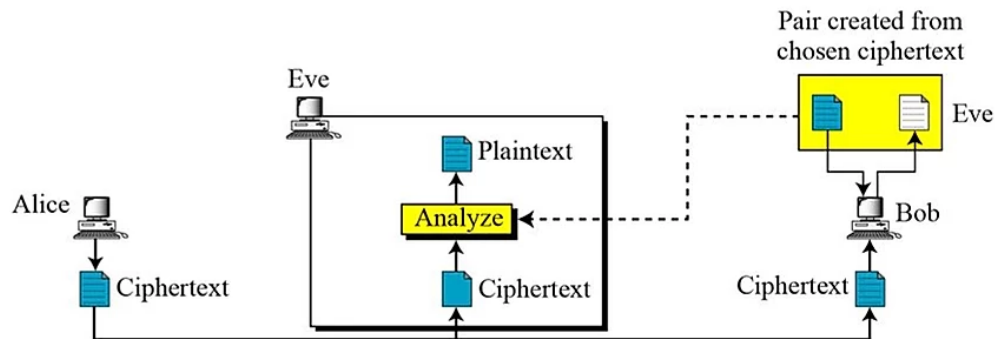 Pair created from
chosen ciphertext
Eve
Eve
Plaintext
Alice
Analyze
Bob
Ciphertext
Ciphertext
Ciphertext